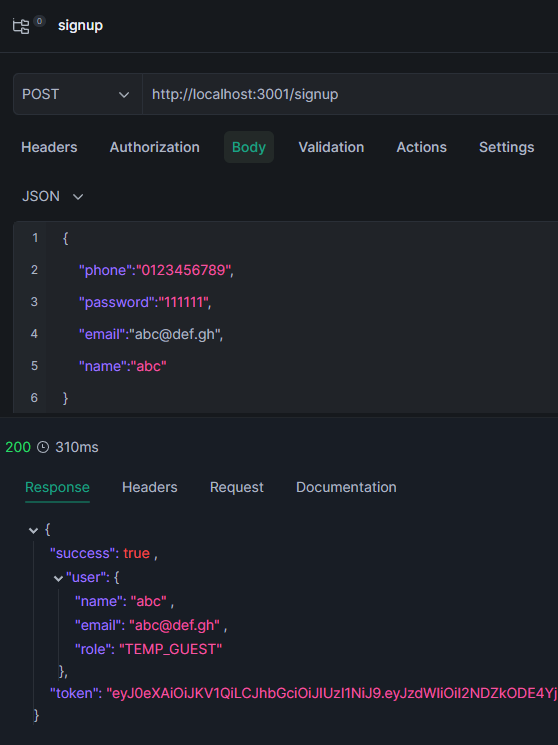 0 signup
POST http://localhost:3001/signup
Headers Authorization Body Validation Actions Settings
JSON
1 {
2 "phone":"0123456789",
3 "password":"111111",
4 "email":"abc@def.gh",
5 "name":"abc"
6 }
200 310ms
Response Headers Request Documentation
{
"success": true ,
"user": {
"name": "abc" ,
"email": "abc@def.gh" ,
"role": "TEMP_GUEST"
},
"token": "eyJ0eXAiOiJKV1QiLCJhbGciOiJIUzI1NiJ9.eyJzdWIiOiI2NDZkODE4Yj
}